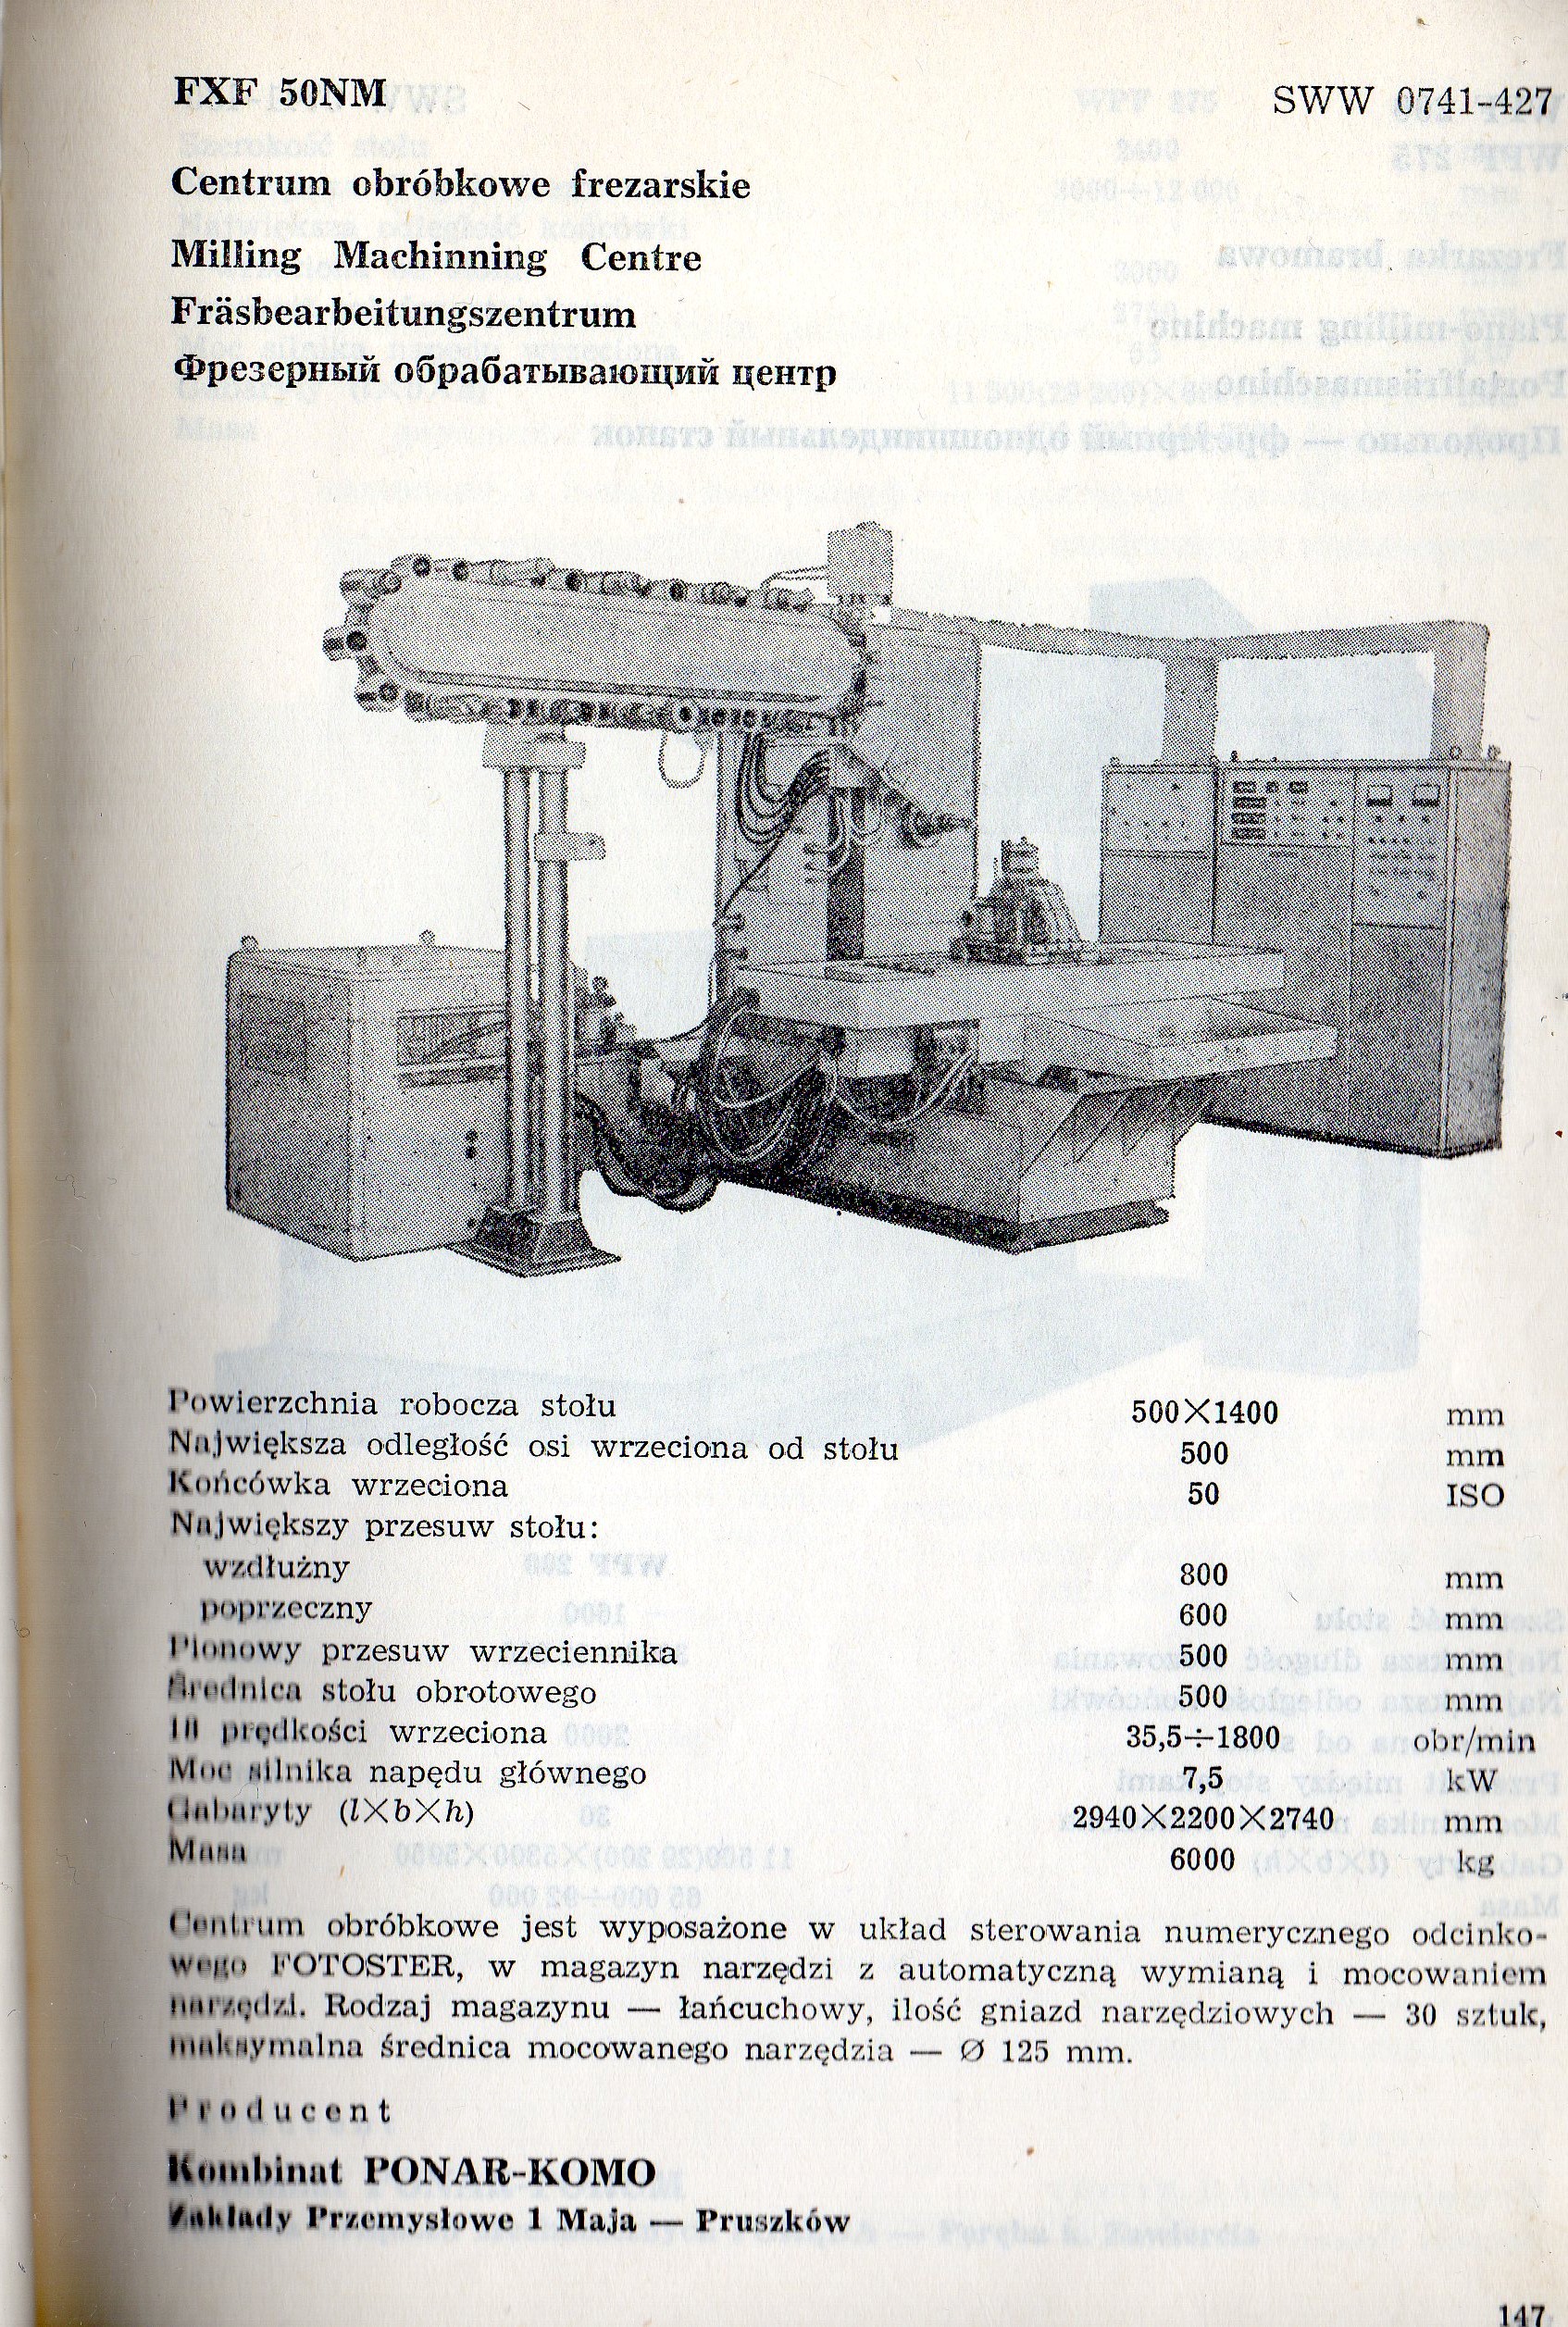 FXF 50NM
SWW 0741-427
Centrum obróbkowe frezarskie
Milling Machinning Centre
Fräsbearbeitungszentrum
Фрезерный обрабатывающий центр
Powierzchnia robocza stołu 500×1400 mm
Największa odległość osi wrzeciona od stołu 500 mm
Końcówka wrzeciona 50 ISO
Największy przesuw stołu:
wzdłużny 800 mm
poprzeczny 600 mm
Pionowy przesuw wrzeciennika 500 mm
Średnica stołu obrotowego 500 mm
18 prędkości wrzeciona 35,5÷1800 obr/min
Moc silnika napędu głównego 7,5 kW
Gabaryty (l×b×h) 2940×2200×2740 mm
Masa 6000 kg
Centrum obróbkowe jest wyposażone w układ sterowania numerycznego odcinko-
wego FOTOSTER, w magazyn narzędzi z automatyczną wymianą i mocowaniem
narzędzi. Rodzaj magazynu — łańcuchowy, ilość gniazd narzędziowych — 30 sztuk,
maksymalna średnica mocowanego narzędzia — Ø 125 mm.
Producent
Kombinat PONAR-KOMO
Zakłady Przemysłowe 1 Maja — Pruszków
147